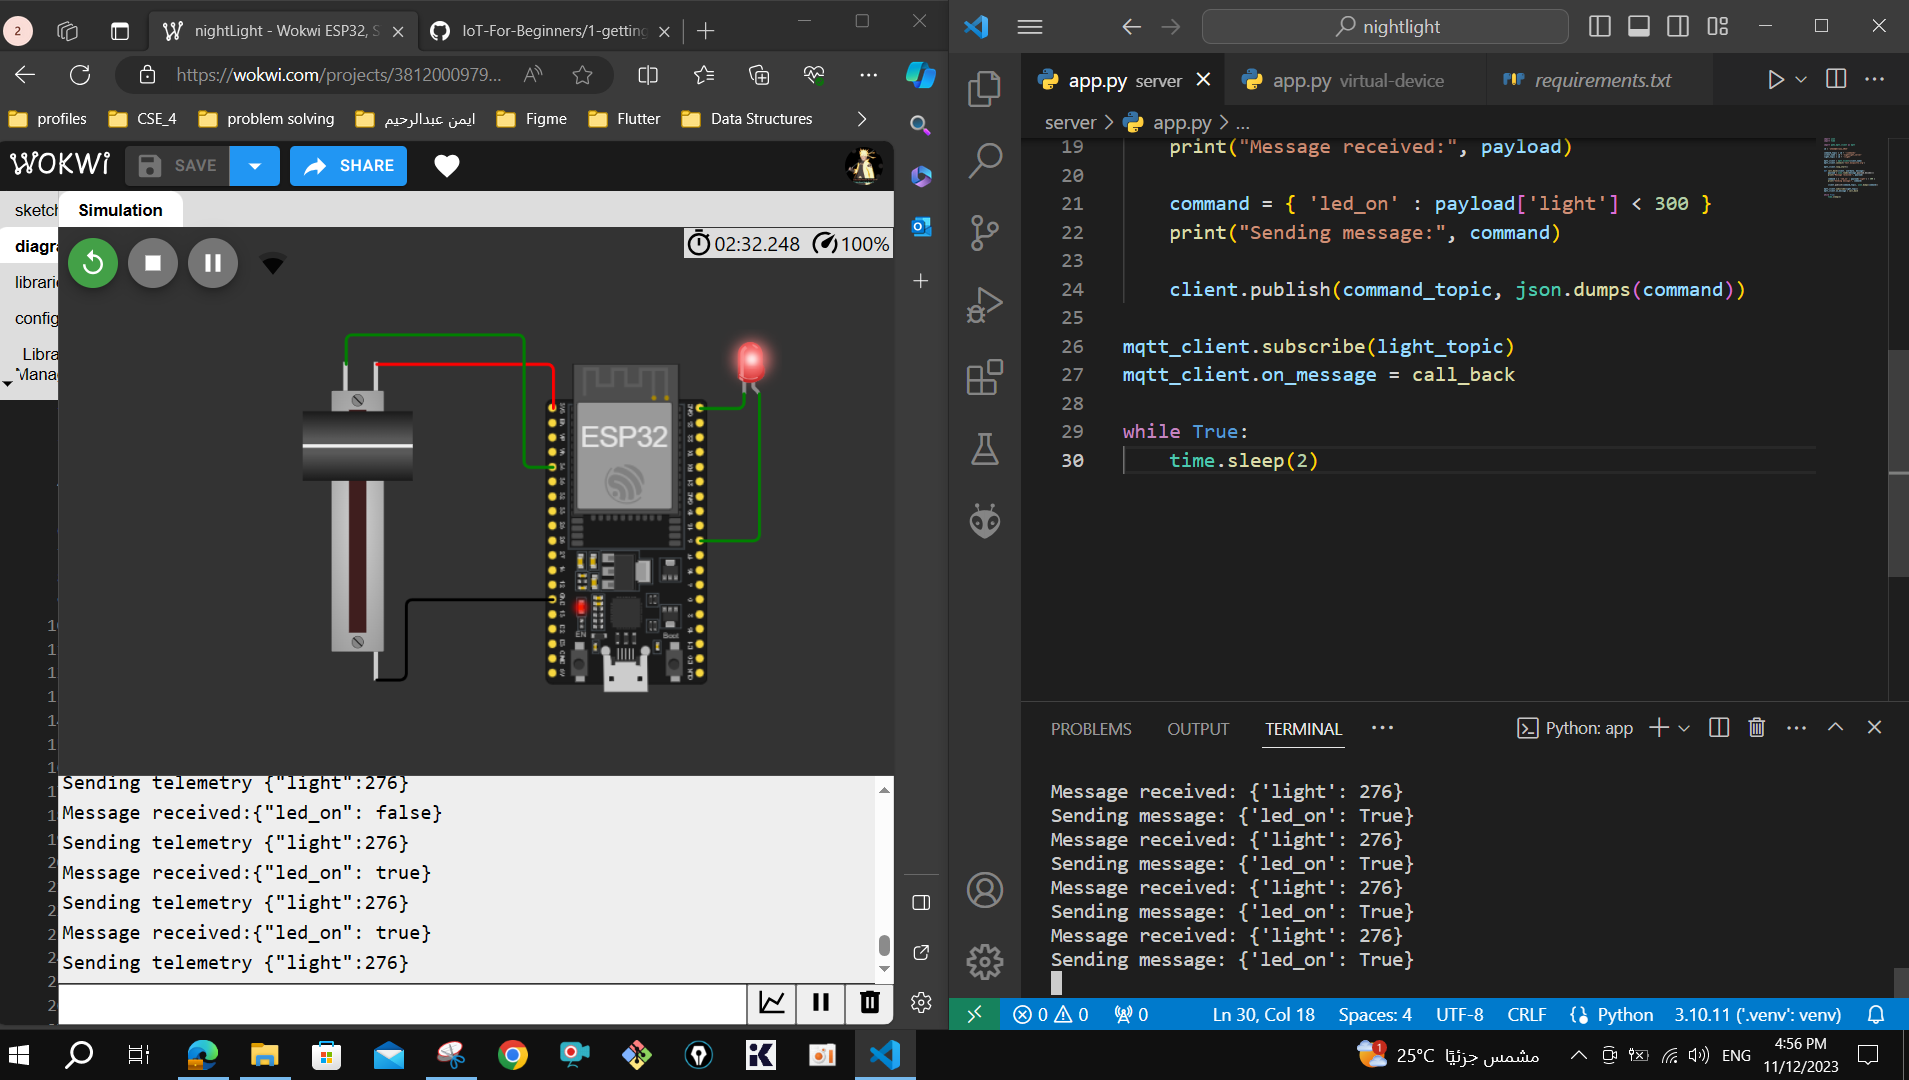 2
nightLight - Wokwi ESP32, S
IoT-For-Beginners/1-getting
https://wokwi.com/projects/3812000979...
profiles
CSE_4
problem solving
ايمن عبدالرحيم
Figme
Flutter
Data Structures
WOKWi
SAVE
SHARE
sketch
Simulation
diagra
librarie
config
Libra
Mana
02:32.248
100%
ESP32
EN
Boot
Sending telemetry {"light":276}
Message received:{"led_on": false}
Sending telemetry {"light":276}
Message received:{"led_on": true}
Sending telemetry {"light":276}
Message received:{"led_on": true}
Sending telemetry {"light":276}
nightlight
app.py server
app.py virtual-device
requirements.txt
server > app.py > ...
19 print("Message received:", payload)
20
21 command = { 'led_on' : payload['light'] < 300 }
22 print("Sending message:", command)
23
24 client.publish(command_topic, json.dumps(command))
25
26 mqtt_client.subscribe(light_topic)
27 mqtt_client.on_message = call_back
28
29 while True:
30 time.sleep(2)
PROBLEMS
OUTPUT
TERMINAL
Python: app
Message received: {'light': 276}
Sending message: {'led_on': True}
Message received: {'light': 276}
Sending message: {'led_on': True}
Message received: {'light': 276}
Sending message: {'led_on': True}
Message received: {'light': 276}
Sending message: {'led_on': True}
0 0
0
Ln 30, Col 18
Spaces: 4
UTF-8
CRLF
Python
3.10.11 ('.venv': venv)
1
25°C
مشمس جزئيًا
ENG
4:56 PM
11/12/2023